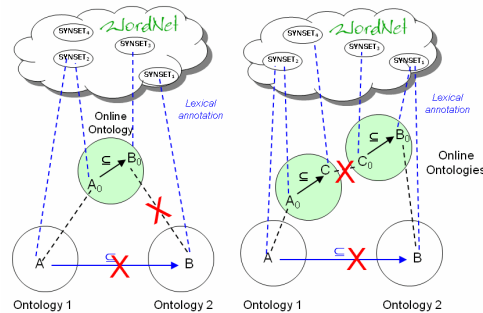 WordNet
SYNSET₄
SYNSET₃
SYNSET₂
SYNSET₁
Lexical
annotation
Online
Ontology
⊆
B₀
A₀
⊆
A
B
Ontology 1
Ontology 2
WordNet
SYNSET₄
SYNSET₃
SYNSET₂
SYNSET₁
Lexical
annotation
B₀
⊆
C₀
Online
Ontologies
C
⊆
A₀
⊆
A
B
Ontology 1
Ontology 2